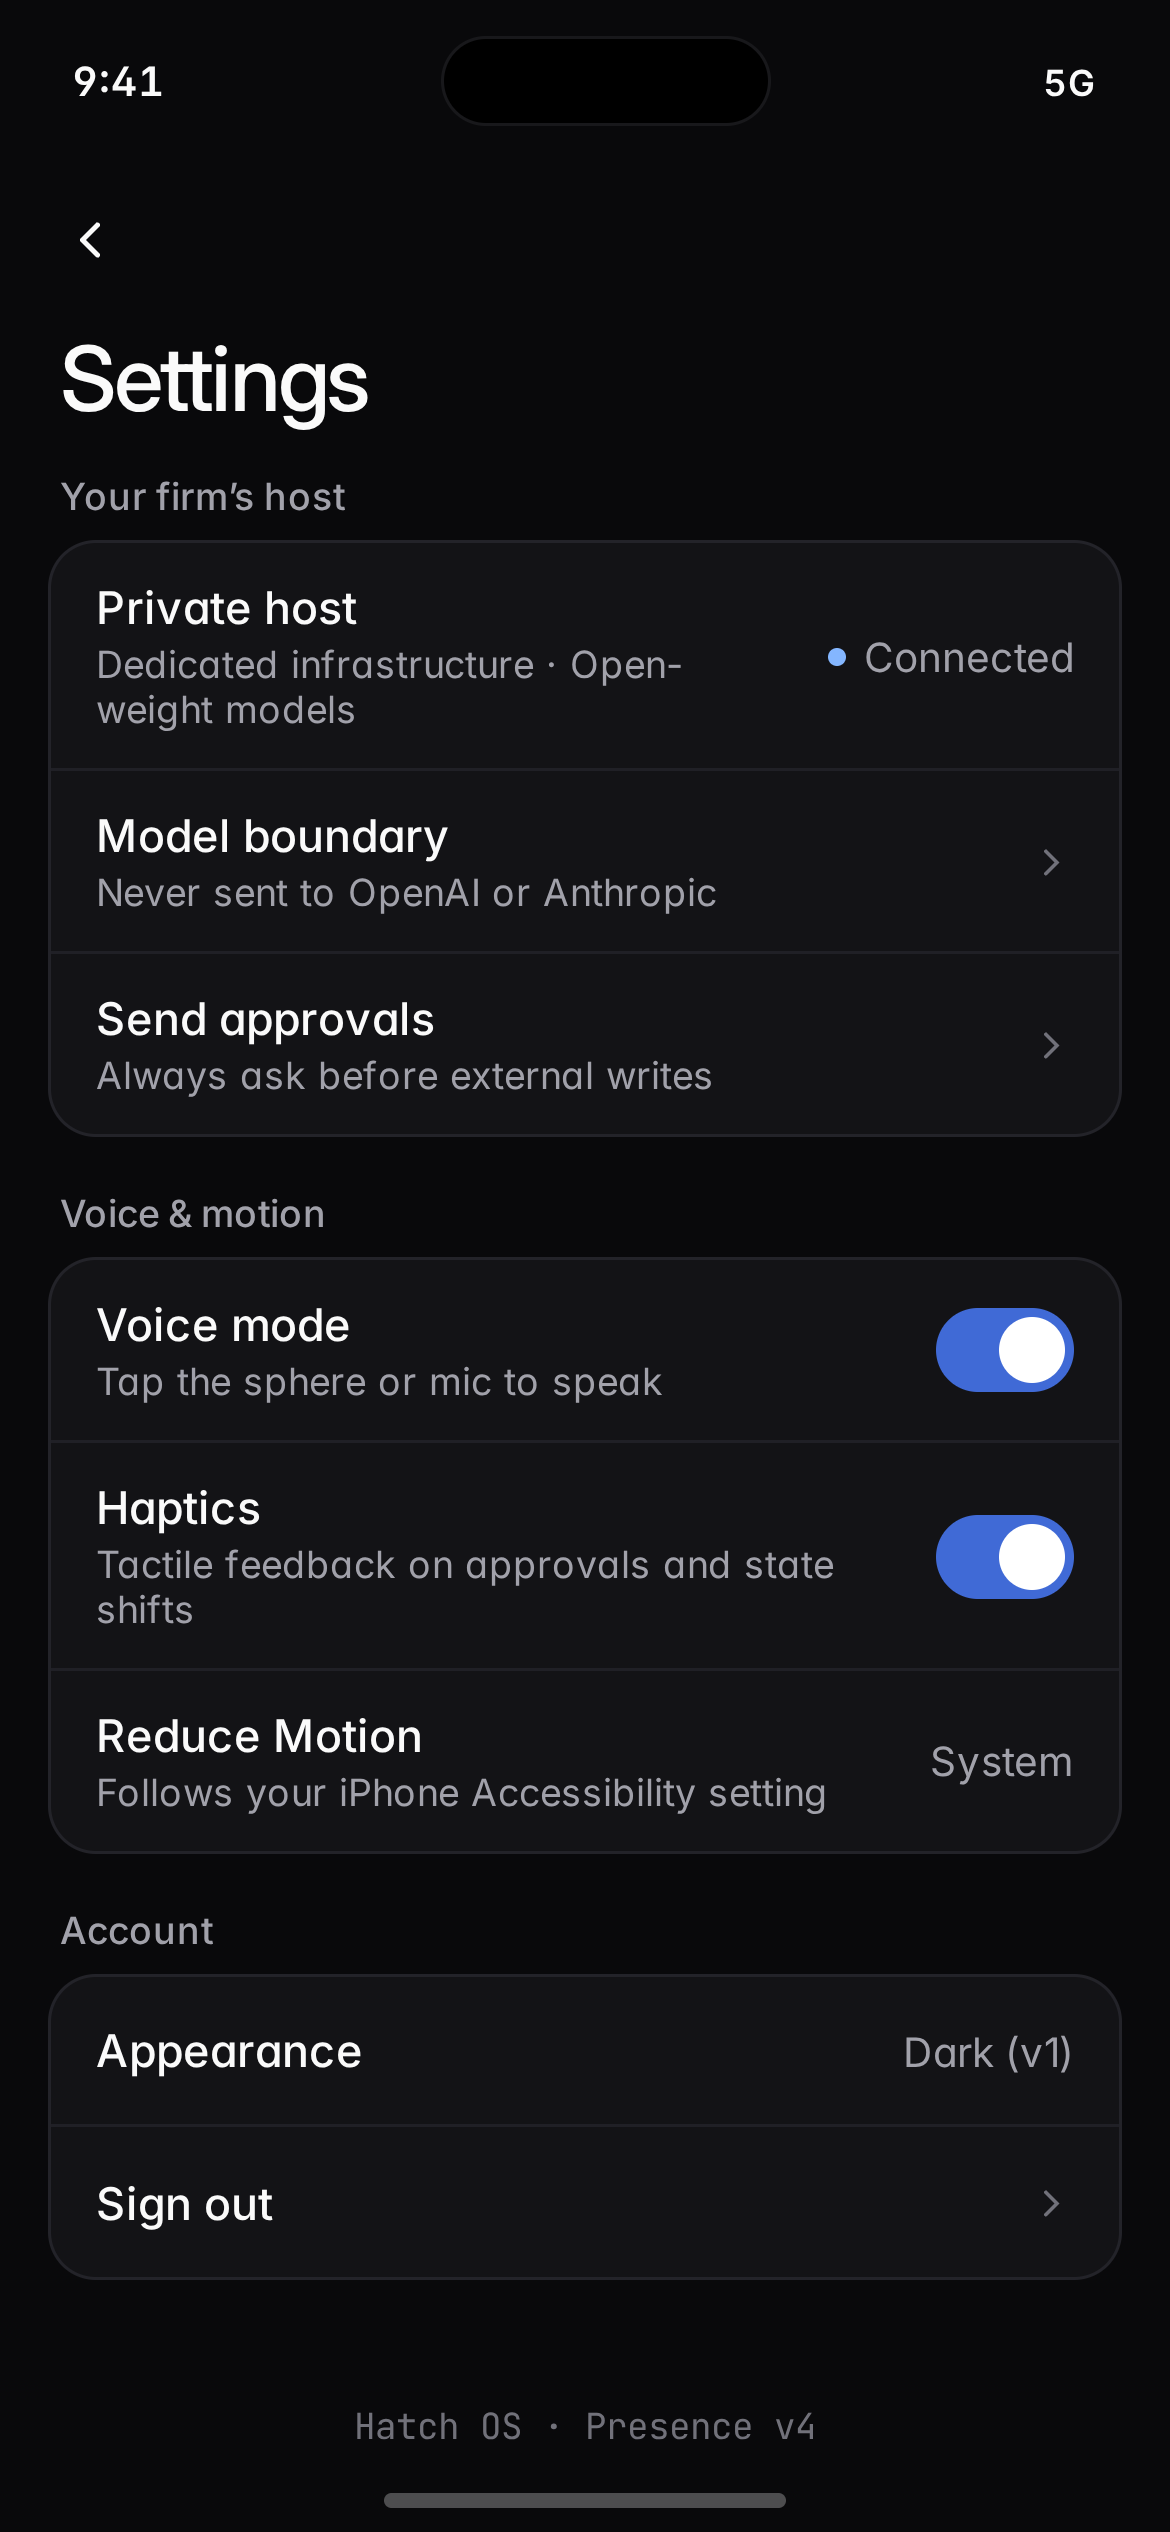 9:41
5G
Settings
Your firm’s host
Private host
Dedicated infrastructure · Open-
weight models
Connected
Model boundary
Never sent to OpenAI or Anthropic
Send approvals
Always ask before external writes
Voice & motion
Voice mode
Tap the sphere or mic to speak
Haptics
Tactile feedback on approvals and state
shifts
Reduce Motion
Follows your iPhone Accessibility setting
System
Account
Appearance
Dark (v1)
Sign out
Hatch OS · Presence v4